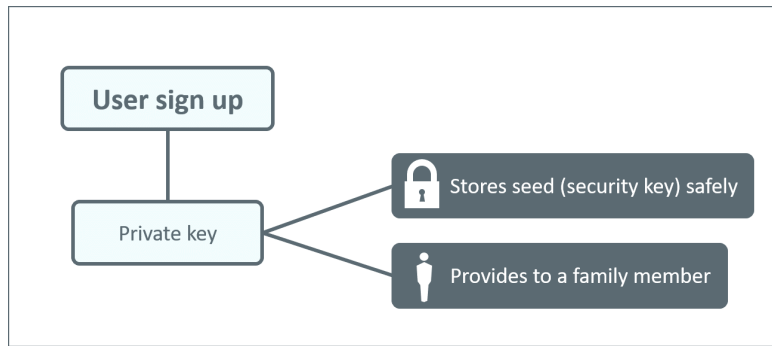 User sign up
Private key
Stores seed (security key) safely
Provides to a family member